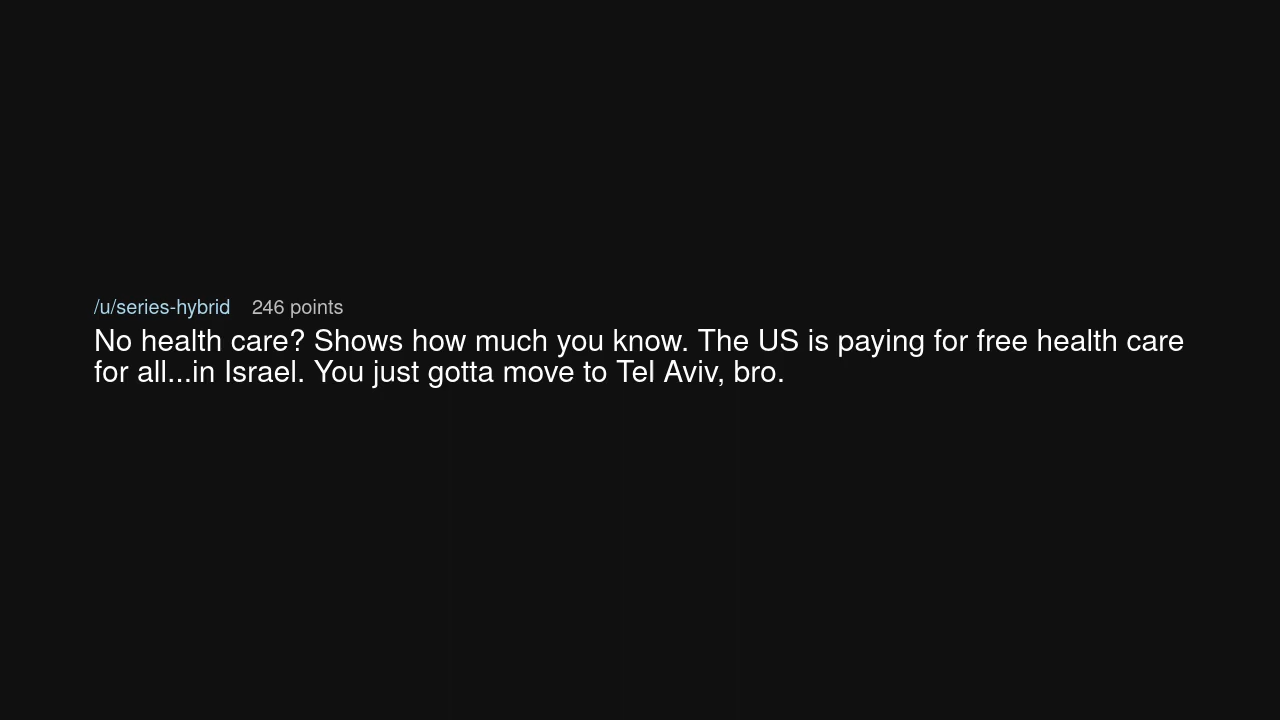 /u/series-hybrid 246 points
No health care? Shows how much you know. The US is paying for free health care
for all...in Israel. You just gotta move to Tel Aviv, bro.